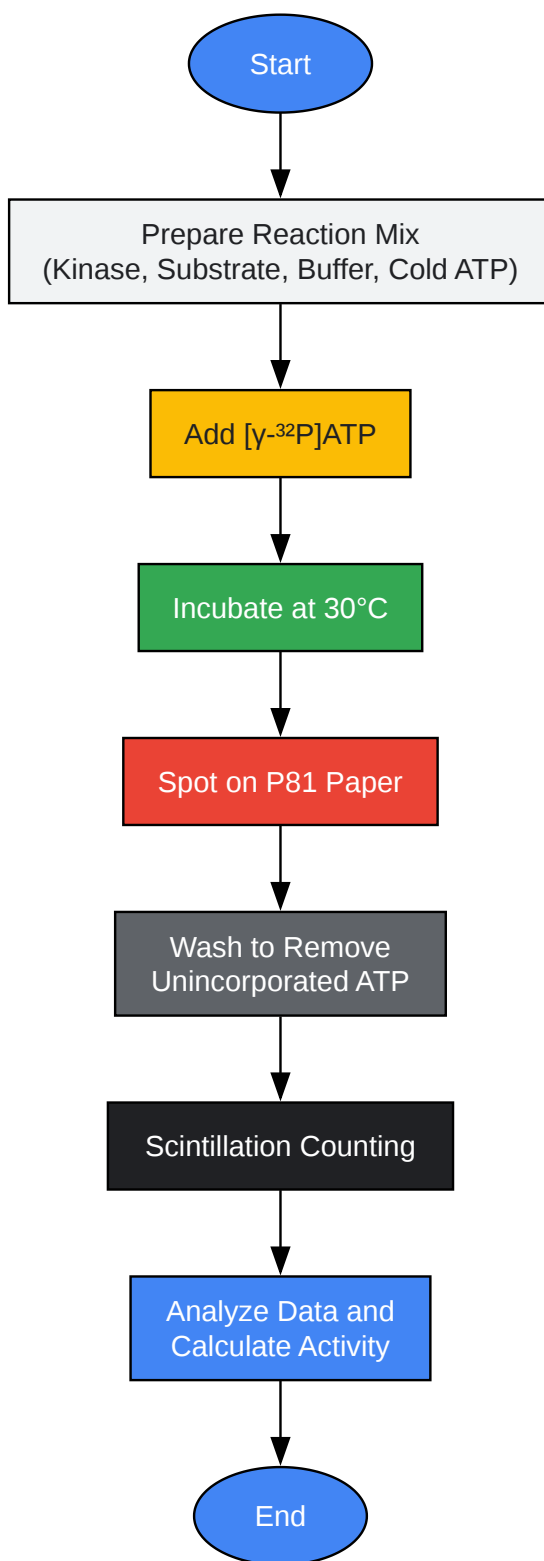 Start
Prepare Reaction Mix
(Kinase, Substrate, Buffer, Cold ATP)
Add [γ-³²P]ATP
Incubate at 30°C
Spot on P81 Paper
Wash to Remove
Unincorporated ATP
Scintillation Counting
Analyze Data and
Calculate Activity
End